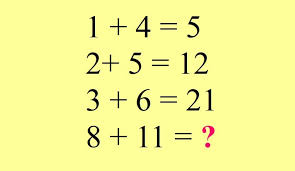 1 + 4 = 5
2+ 5 = 12
3 + 6 = 21
8 + 11 = ?